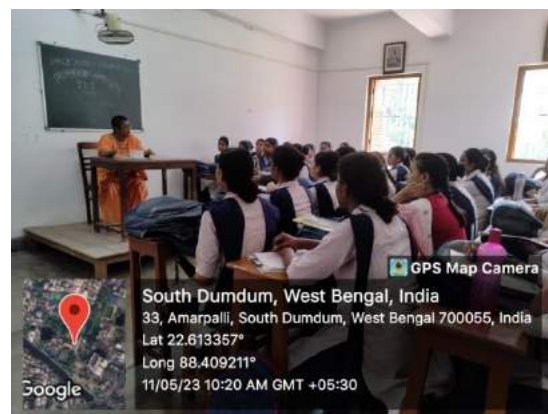 GPS Map Camera
South Dumdum, West Bengal, India
33, Amarpalli, South Dumdum, West Bengal 700055, India
Lat 22.613357°
Long 88.409211°
11/05/23 10:20 AM GMT +05:30
Google